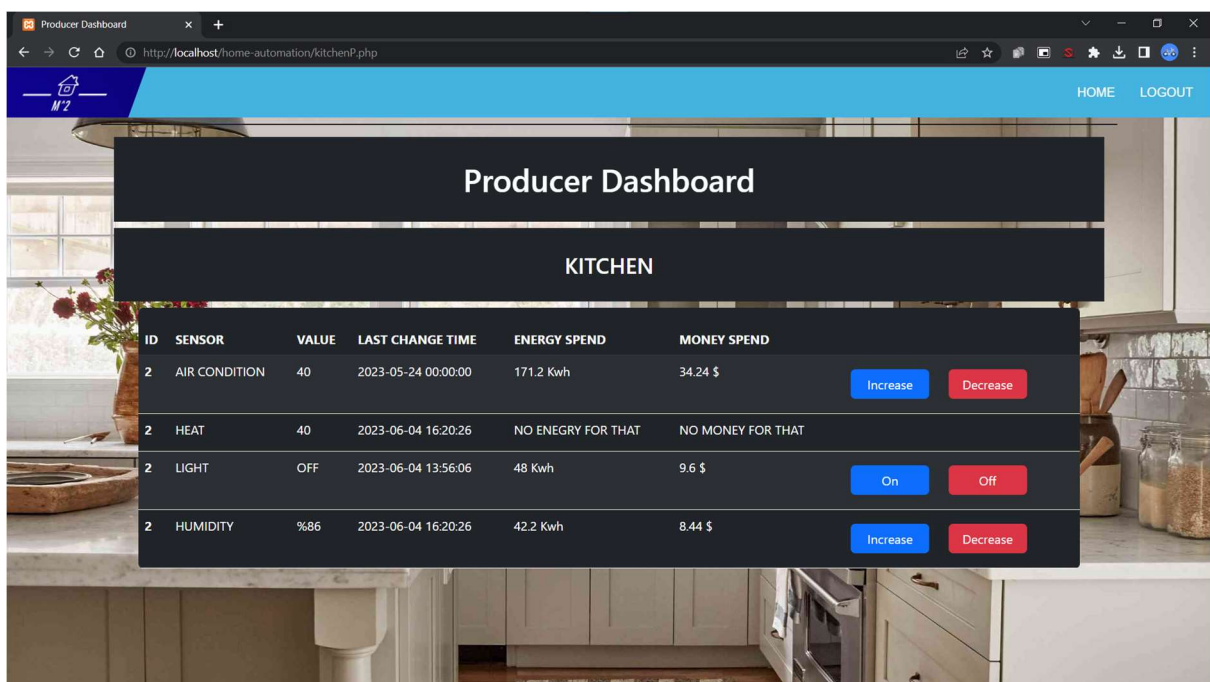 Producer Dashboard
http://localhost/home-automation/kitchenP.php
M^2
HOME LOGOUT
Producer Dashboard
KITCHEN
ID SENSOR VALUE LAST CHANGE TIME ENERGY SPEND MONEY SPEND
2 AIR CONDITION 40 2023-05-24 00:00:00 171.2 Kwh 34.24 $ Increase Decrease
2 HEAT 40 2023-06-04 16:20:26 NO ENEGRY FOR THAT NO MONEY FOR THAT
2 LIGHT OFF 2023-06-04 13:56:06 48 Kwh 9.6 $ On Off
2 HUMIDITY %86 2023-06-04 16:20:26 42.2 Kwh 8.44 $ Increase Decrease